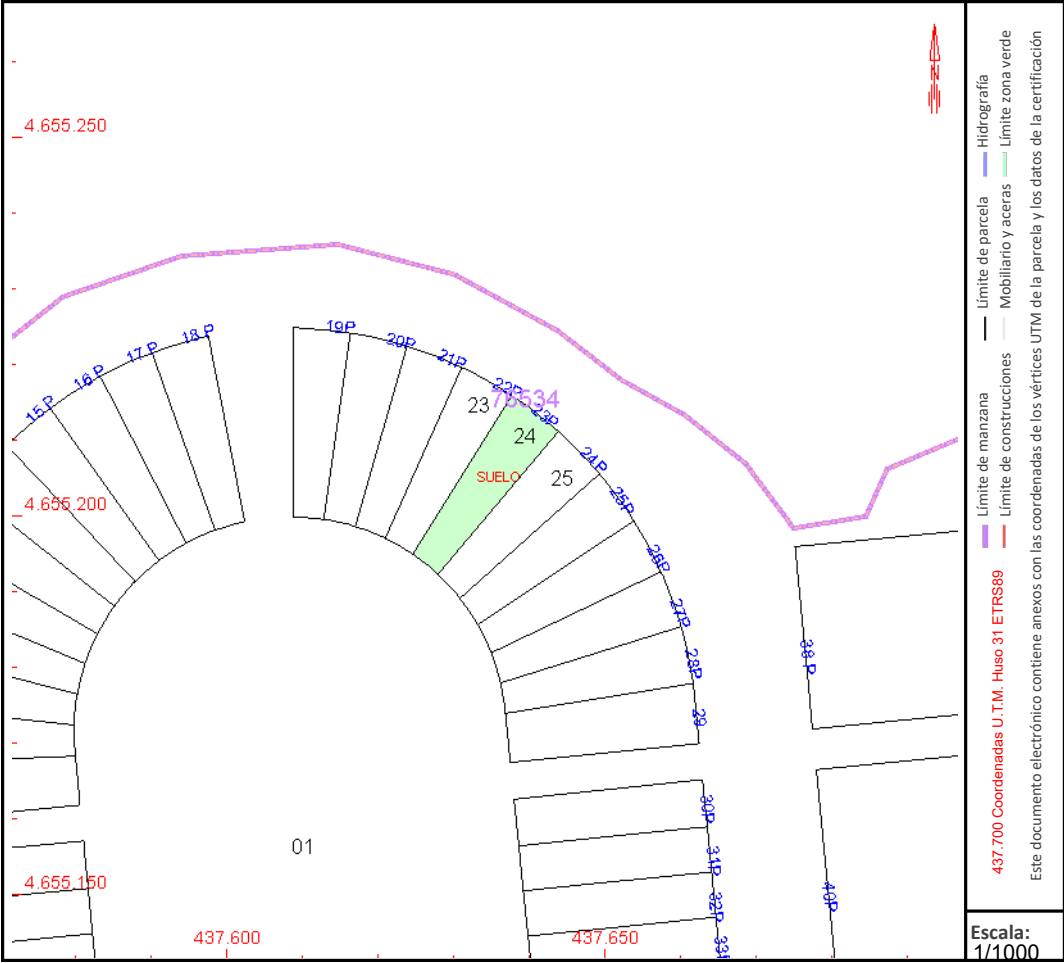 4.655.250
N
18 P
19P
20P
17 P
21P
16 P
22P
78534
15 P
23
23P
24
24 P
SUELO
25
25P
4.655.200
26P
27P
38 P
28P
29
30P
01
31P
4.655.150
40P
32P
437.600
437.650
33
Límite de manzana
Límite de parcela
Hidrografía
Límite de construcciones
Mobiliario y aceras
Límite zona verde
437.700 Coordenadas U.T.M. Huso 31 ETRS89
Este documento electrónico contiene anexos con las coordenadas de los vértices UTM de la parcela y los datos de la certificación
Escala:
1/1000